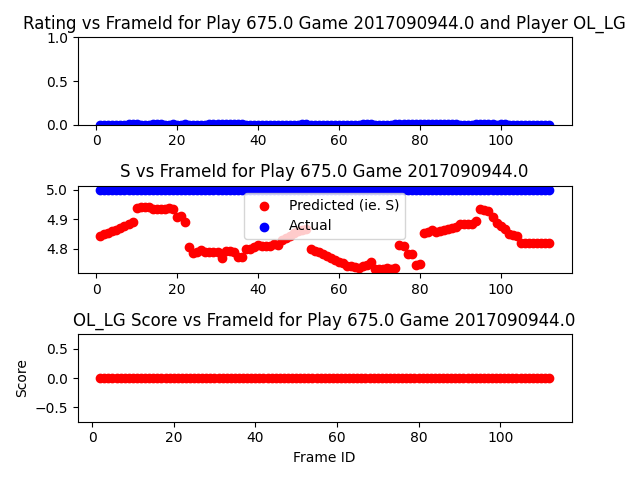 Rating vs FrameId for Play 675.0 Game 2017090944.0 and Player OL_LG
1.0
0.5
0.0
0 20 40 60 80 100
S vs FrameId for Play 675.0 Game 2017090944.0
5.0
4.9
4.8
Predicted (ie. S)
Actual
0 20 40 60 80 100
OL_LG Score vs FrameId for Play 675.0 Game 2017090944.0
Score
0.5
0.0
−0.5
0 20 40 60 80 100
Frame ID